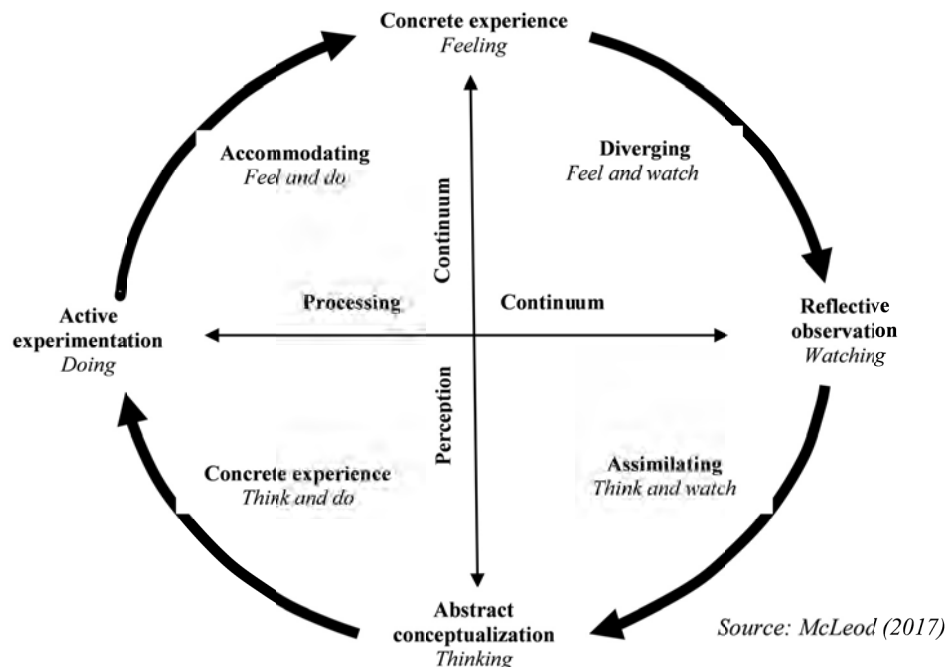 Concrete experience
Feeling
Accommodating
Feel and do
Diverging
Feel and watch
Continuum
Processing
Continuum
Active
experimentation
Doing
Reflective
observation
Watching
Perception
Concrete experience
Think and do
Assimilating
Think and watch
Abstract
conceptualization
Thinking
Source: McLeod (2017)